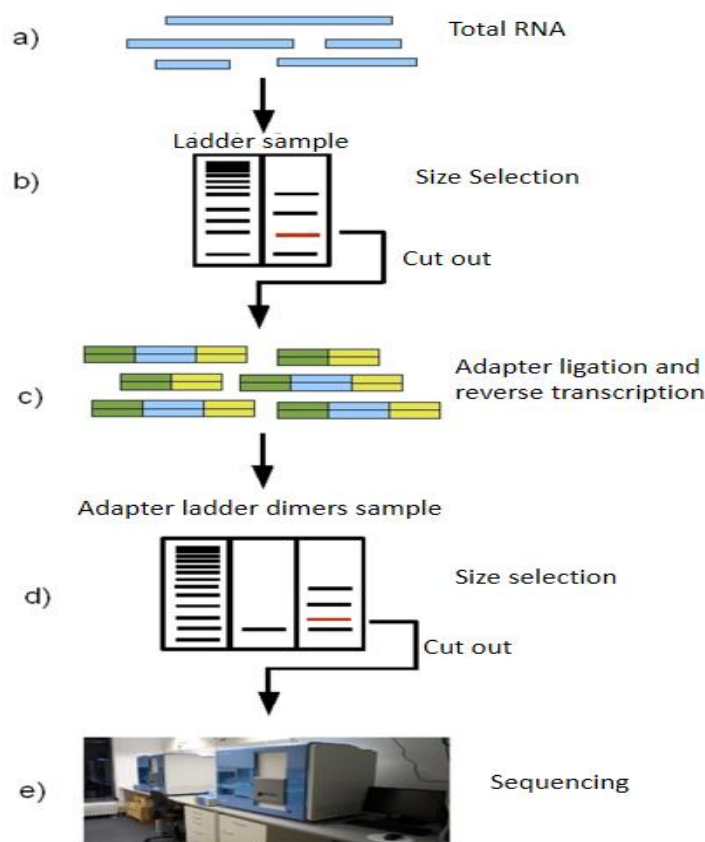 a)
Total RNA
Ladder sample
b)
Size Selection
Cut out
c)
Adapter ligation and
reverse transcription
Adapter ladder dimers sample
d)
Size selection
Cut out
e)
Sequencing